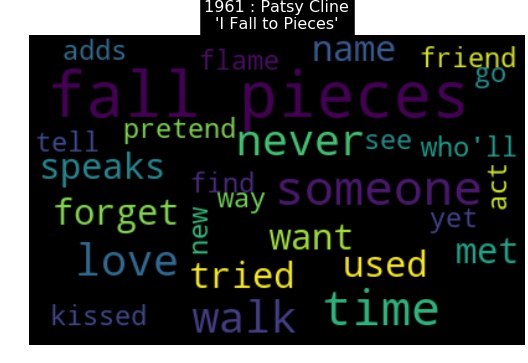 1961 : Patsy Cline
'I Fall to Pieces'
adds
flame
name
friend
go
fall pieces
tell
pretend
never
see
who'll
speaks
find
way
someone
act
forget
new
want
yet
met
love
tried
used
kissed
walk
time